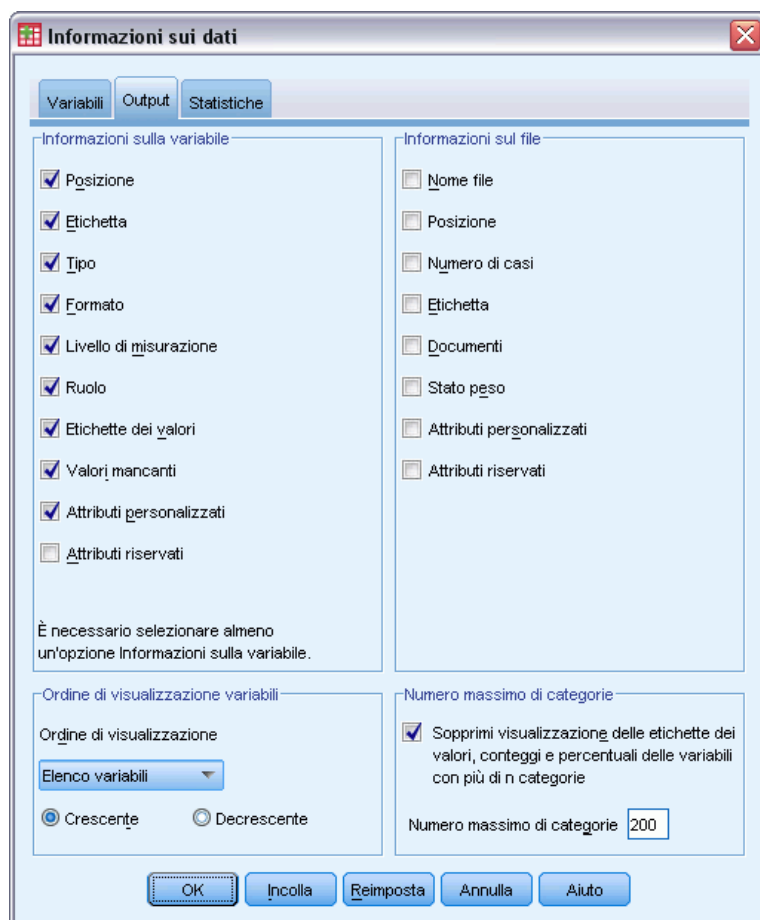 Informazioni sui dati
Variabili
Output
Statistiche
Informazioni sulla variabile
Posizione
Etichetta
Tipo
Formato
Livello di misurazione
Ruolo
Etichette dei valori
Valori mancanti
Attributi personalizzati
Attributi riservati
È necessario selezionare almeno
un'opzione Informazioni sulla variabile.
Informazioni sul file
Nome file
Posizione
Numero di casi
Etichetta
Documenti
Stato peso
Attributi personalizzati
Attributi riservati
Ordine di visualizzazione variabili
Ordine di visualizzazione
Elenco variabili
Crescente
Decrescente
Numero massimo di categorie
Sopprimi visualizzazione delle etichette dei
valori, conteggi e percentuali delle variabili
con più di n categorie
Numero massimo di categorie 200
OK
Incolla
Reimposta
Annulla
Aiuto